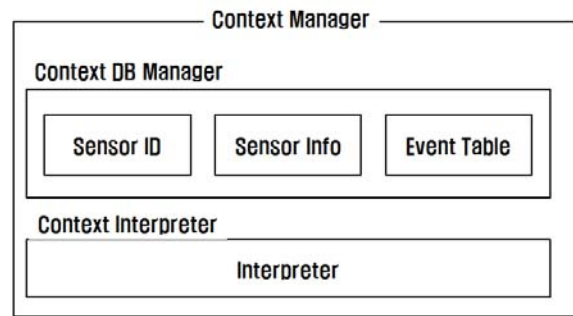 Context Manager
Context DB Manager
Sensor ID
Sensor Info
Event Table
Context Interpreter
Interpreter